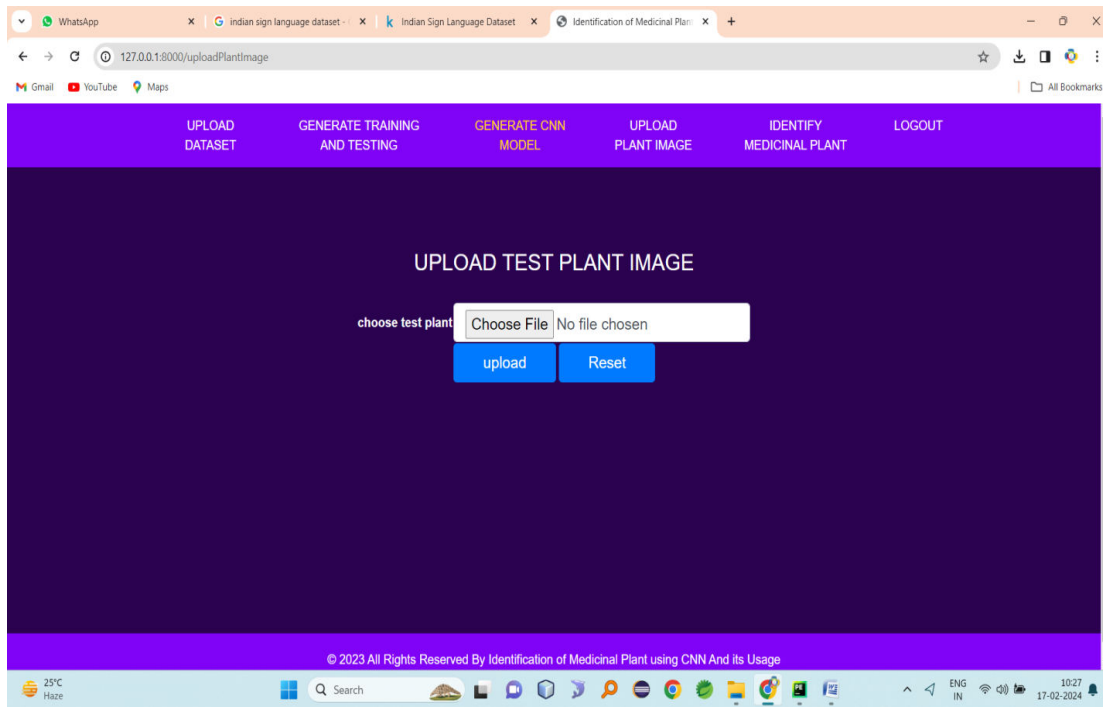 WhatsApp
indian sign language dataset -
Indian Sign Language Dataset
Identification of Medicinal Plan
127.0.0.1:8000/uploadPlantImage
Gmail YouTube Maps All Bookmarks
UPLOAD DATASET
GENERATE TRAINING AND TESTING
GENERATE CNN MODEL
UPLOAD PLANT IMAGE
IDENTIFY MEDICINAL PLANT
LOGOUT
UPLOAD TEST PLANT IMAGE
choose test plant Choose File No file chosen
upload Reset
© 2023 All Rights Reserved By Identification of Medicinal Plant using CNN And its Usage
25°C
Haze
Search
ENG
IN
10:27
17-02-2024